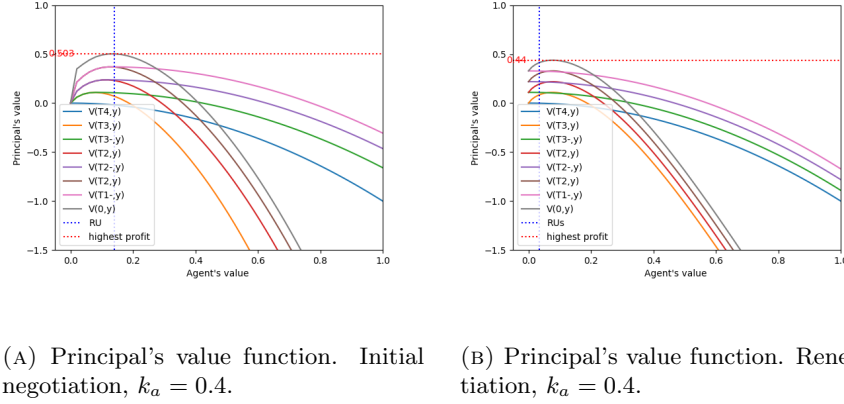 1.0
0.5
0.503
0.0
-0.5
-1.0
-1.5
Principal's value
V(T4,y)
V(T3,y)
V(T3-,y)
V(T2,y)
V(T2-,y)
V(T2,y)
V(T1-,y)
V(0,y)
RU
highest profit
0.0 0.2 0.4 0.6 0.8 1.0
Agent's value
1.0
0.5
0.44
0.0
-0.5
-1.0
-1.5
Principal's value
V(T4,y)
V(T3,y)
V(T3-,y)
V(T2,y)
V(T2-,y)
V(T2,y)
V(T1-,y)
V(0,y)
RUs
highest profit
0.0 0.2 0.4 0.6 0.8 1.0
Agent's value
(A) Principal's value function. Initial
negotiation, kₐ = 0.4.
(B) Principal's value function. Rene
tiation, kₐ = 0.4.